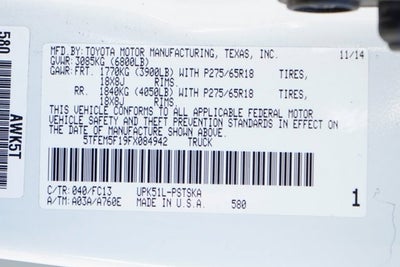 MFD.BY: TOYOTA MOTOR MANUFACTURING, TEXAS, INC. 11/14
GVWR: 3085KG (6800LB)
GAWR: FRT. 1770KG (3900LB) WITH P275/65R18 TIRES,
18X8J RIMS,
RR. 1840KG (4050LB) WITH P275/65R18 TIRES,
18X8J RIMS.
THIS VEHICLE CONFORMS TO ALL APPLICABLE FEDERAL MOTOR
VEHICLE SAFETY AND THEFT PREVENTION STANDARDS IN EFFECT ON
THE DATE OF MANUFACTURE SHOWN ABOVE.
5TFEM5F19FX084942 TRUCK
C/TR: 040/FC13 UPK51L-PSTSKA 1
A/TM: A03A/A760E MADE IN U.S.A. 580
580
AWK5T